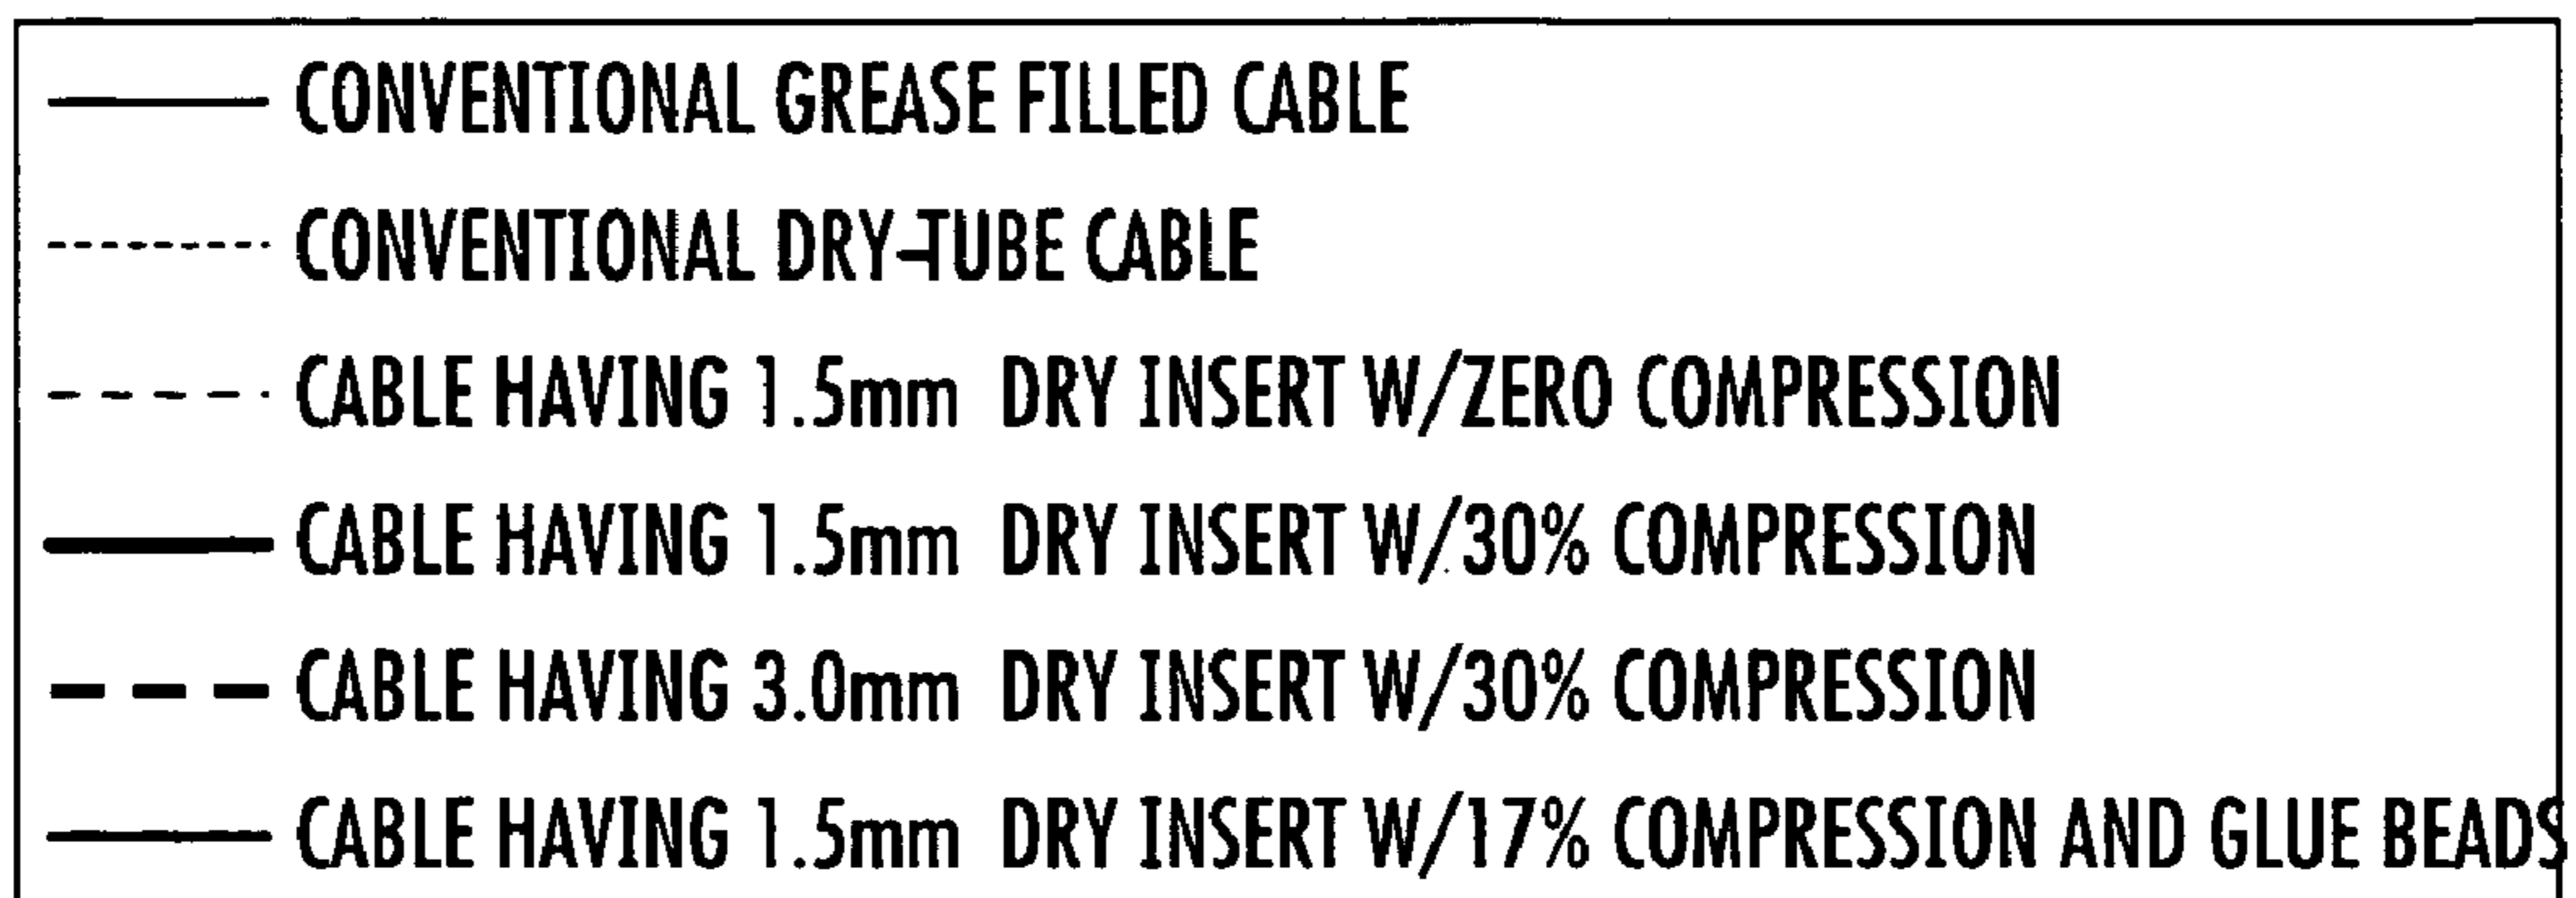 CONVENTIONAL GREASE FILLED CABLE
CONVENTIONAL DRY-TUBE CABLE
CABLE HAVING 1.5mm DRY INSERT W/ZERO COMPRESSION
CABLE HAVING 1.5mm DRY INSERT W/30% COMPRESSION
CABLE HAVING 3.0mm DRY INSERT W/30% COMPRESSION
CABLE HAVING 1.5mm DRY INSERT W/17% COMPRESSION AND GLUE BEADS